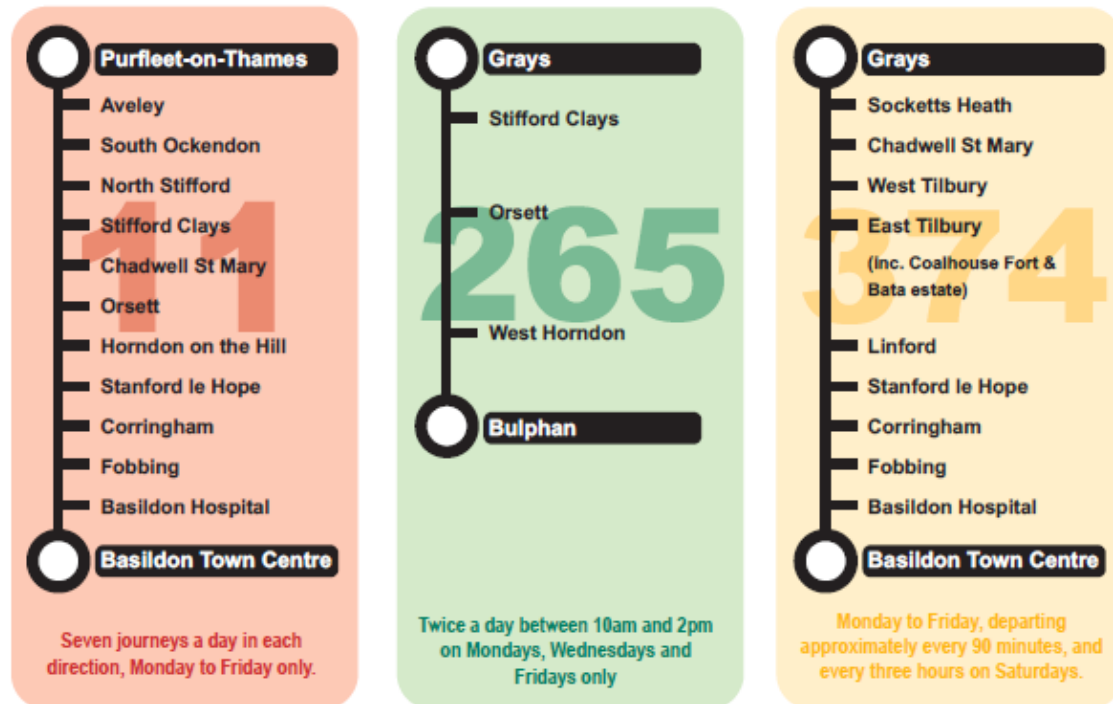 Purfleet-on-Thames
Aveley
South Ockendon
North Stifford
Stifford Clays
Chadwell St Mary
Orsett
Horndon on the Hill
Stanford le Hope
Corringham
Fobbing
Basildon Hospital
Basildon Town Centre
11
Seven journeys a day in each
direction, Monday to Friday only.
Grays
Stifford Clays
Orsett
West Horndon
Bulphan
265
Twice a day between 10am and 2pm
on Mondays, Wednesdays and
Fridays only
Grays
Socketts Heath
Chadwell St Mary
West Tilbury
East Tilbury
(inc. Coalhouse Fort &
Bata estate)
Linford
Stanford le Hope
Corringham
Fobbing
Basildon Hospital
Basildon Town Centre
374
Monday to Friday, departing
approximately every 90 minutes, and
every three hours on Saturdays.